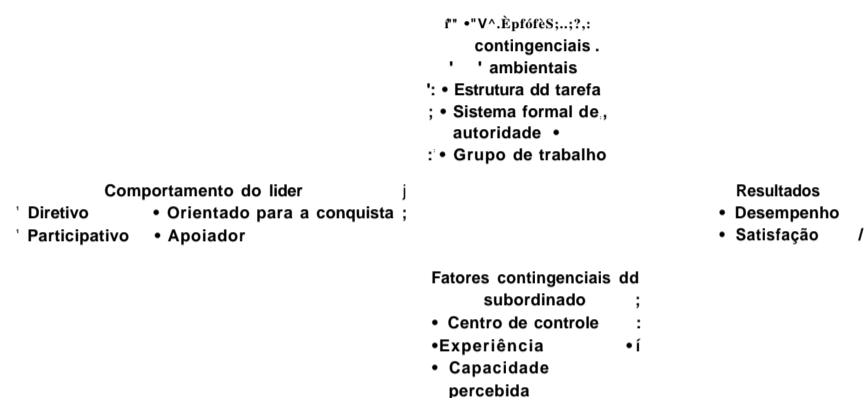 contingenciais .
' ' ambientais
': • Estrutura dd tarefa
; • Sistema formal de ,
autoridade •
: • Grupo de trabalho
Comportamento do lider j
' Diretivo • Orientado para a conquista ;
' Participativo • Apoiador
Resultados
• Desempenho
• Satisfação /
Fatores contingenciais dd
subordinado ;
• Centro de controle :
•Experiência •í
• Capacidade
percebida